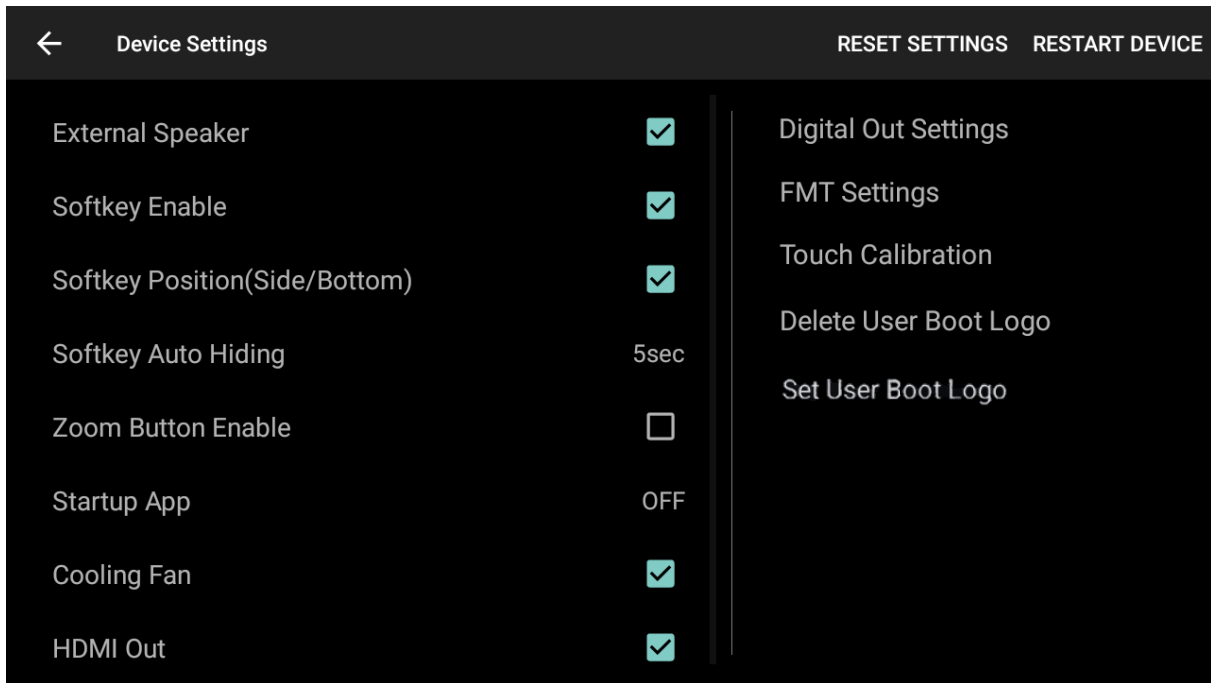 Device Settings
RESET SETTINGS RESTART DEVICE
External Speaker
Softkey Enable
Softkey Position(Side/Bottom)
Softkey Auto Hiding 5sec
Zoom Button Enable
Startup App OFF
Cooling Fan
HDMI Out
Digital Out Settings
FMT Settings
Touch Calibration
Delete User Boot Logo
Set User Boot Logo